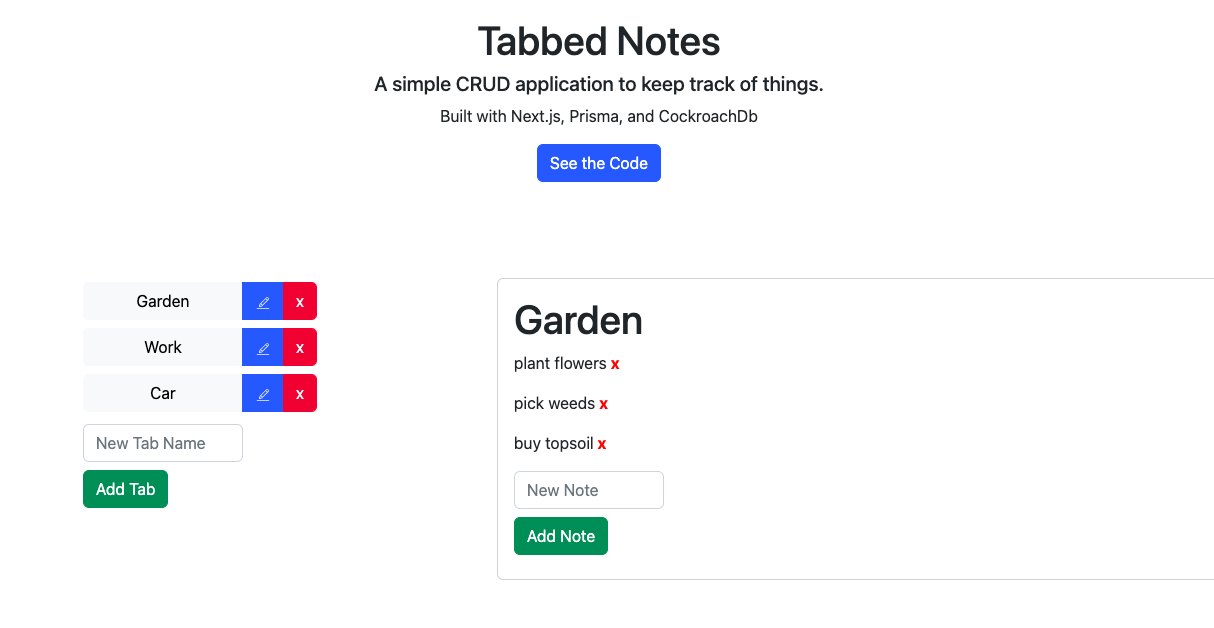 Tabbed Notes
A simple CRUD application to keep track of things.
Built with Next.js, Prisma, and CockroachDb
See the Code
Garden x
Work x
Car x
New Tab Name
Add Tab
Garden
plant flowers x
pick weeds x
buy topsoil x
New Note
Add Note